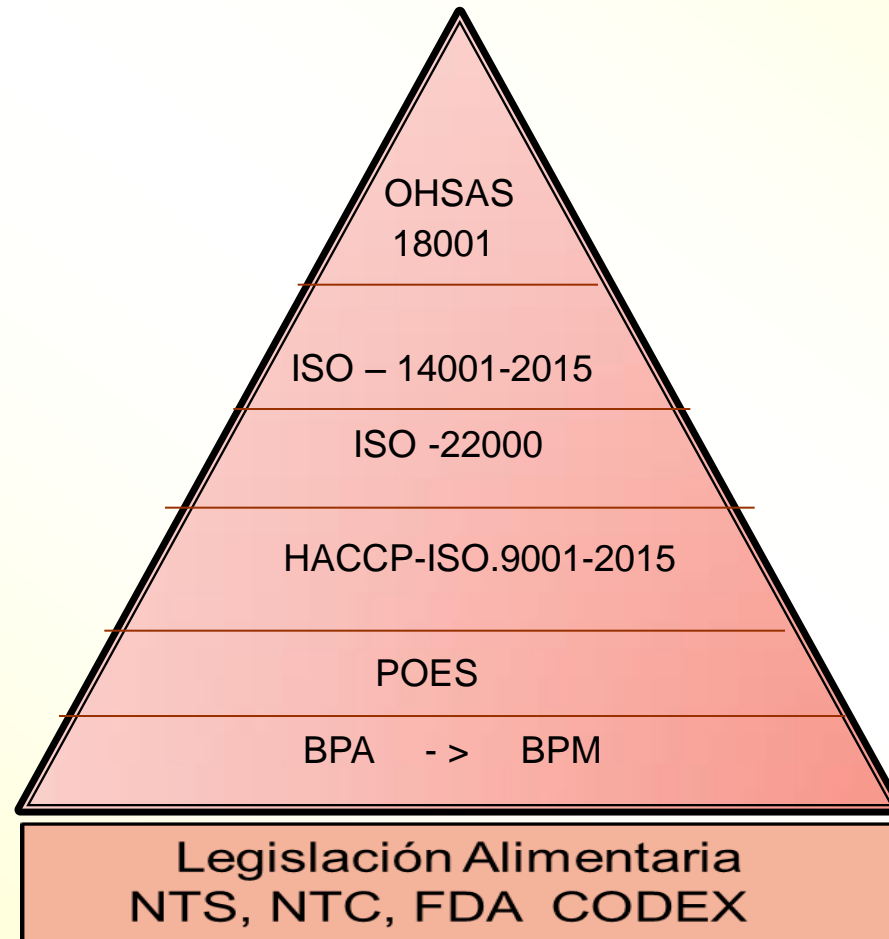 OHSAS
18001
ISO – 14001-2015
ISO -22000
HACCP-ISO.9001-2015
POES
BPA - > BPM
Legislación Alimentaria
NTS, NTC, FDA CODEX